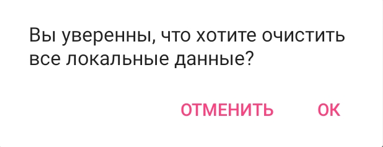 Вы уверенны, что хотите очистить
все локальные данные?
ОТМЕНИТЬ ОК